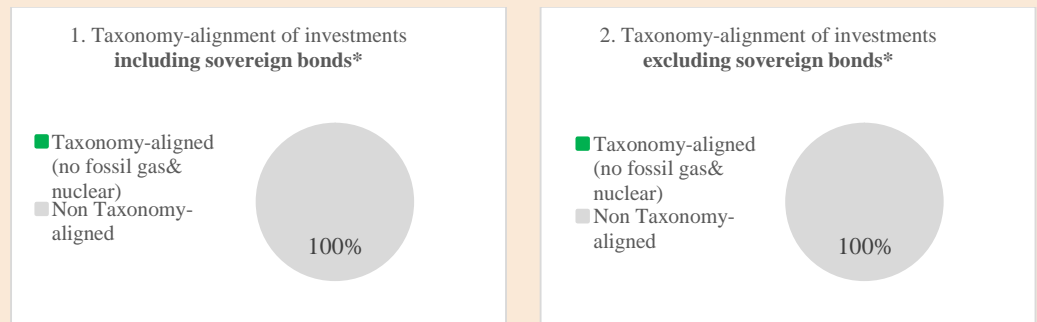 1. Taxonomy-alignment of investments
including sovereign bonds*
Taxonomy-aligned
(no fossil gas&
nuclear)
Non Taxonomy-
aligned
100%
2. Taxonomy-alignment of investments
excluding sovereign bonds*
Taxonomy-aligned
(no fossil gas&
nuclear)
Non Taxonomy-
aligned
100%